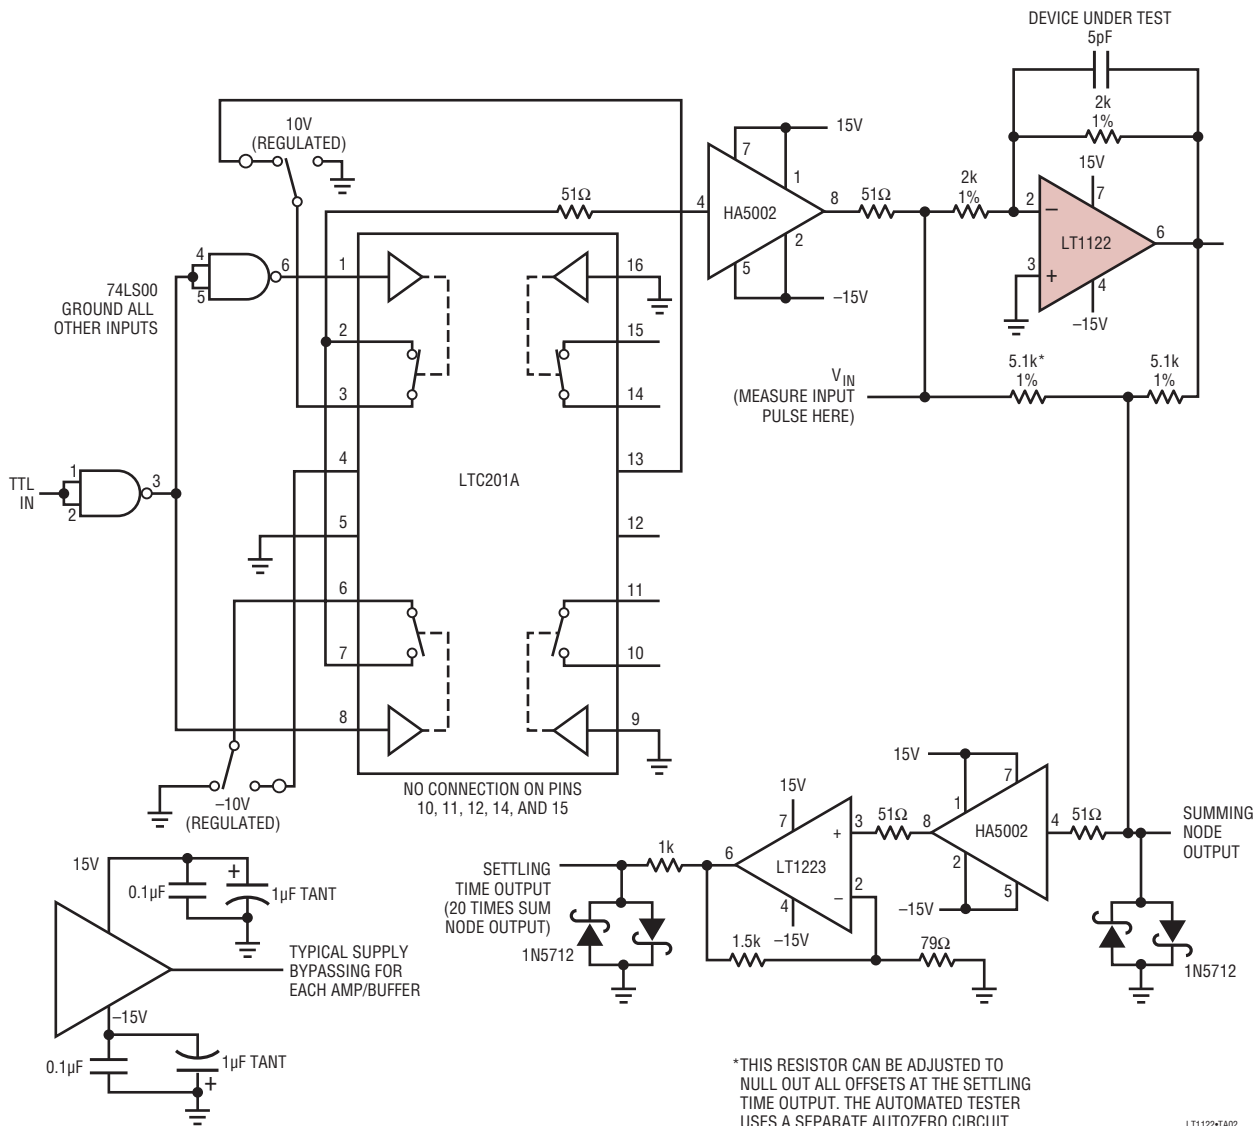 DEVICE UNDER TEST
5pF
2k
1%
10V
(REGULATED)
15V
7
1
4
HA5002
8
5
2
–15V
51Ω
51Ω
2k
1%
15V
2
–
7
LT1122
6
3
+
4
–15V
74LS00
GROUND ALL
OTHER INPUTS
4
5
6
1
16
2
15
3
14
4
13
LTC201A
5
12
6
11
7
10
8
9
TTL
IN
1
2
3
VIN
(MEASURE INPUT
PULSE HERE)
5.1k*
1%
5.1k
1%
–10V
(REGULATED)
NO CONNECTION ON PINS
10, 11, 12, 14, AND 15
15V
7
1
8
HA5002
4
2
5
–15V
51Ω
51Ω
SUMMING
NODE
OUTPUT
1N5712
15V
7
3
+
LT1223
6
2
–
4
–15V
1k
1.5k
79Ω
SETTLING
TIME OUTPUT
(20 TIMES SUM
NODE OUTPUT)
1N5712
15V
0.1µF
+
1µF TANT
TYPICAL SUPPLY
BYPASSING FOR
EACH AMP/BUFFER
–15V
0.1µF
1µF TANT
+
*THIS RESISTOR CAN BE ADJUSTED TO
NULL OUT ALL OFFSETS AT THE SETTLING
TIME OUTPUT. THE AUTOMATED TESTER
USES A SEPARATE AUTOZERO CIRCUIT
LT1122•TA02